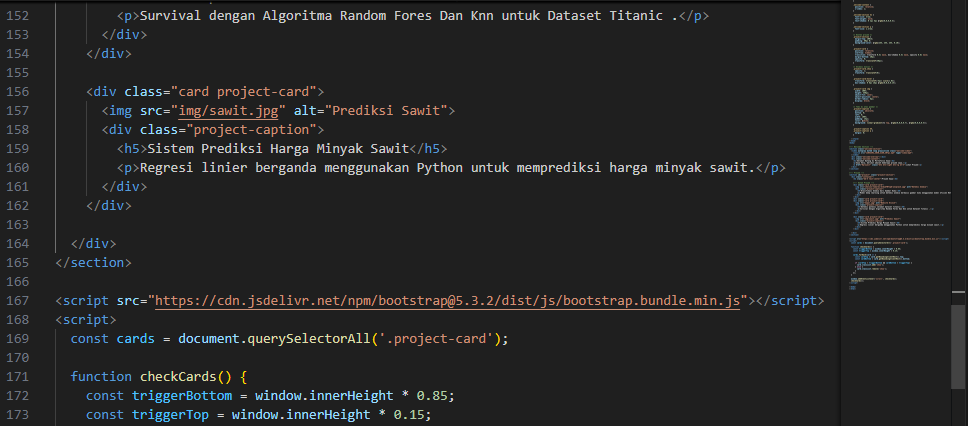 152 <p>Survival dengan Algoritma Random Fores Dan Knn untuk Dataset Titanic .</p>
153 </div>
154 </div>
155
156 <div class="card project-card">
157 <img src="img/sawit.jpg" alt="Prediksi Sawit">
158 <div class="project-caption">
159 <h5>Sistem Prediksi Harga Minyak Sawit</h5>
160 <p>Regresi linier berganda menggunakan Python untuk memprediksi harga minyak sawit.</p>
161 </div>
162 </div>
163
164 </div>
165 </section>
166
167 <script src="https://cdn.jsdelivr.net/npm/bootstrap@5.3.2/dist/js/bootstrap.bundle.min.js"></script>
168 <script>
169 const cards = document.querySelectorAll('.project-card');
170
171 function checkCards() {
172 const triggerBottom = window.innerHeight * 0.85;
173 const triggerTop = window.innerHeight * 0.15;